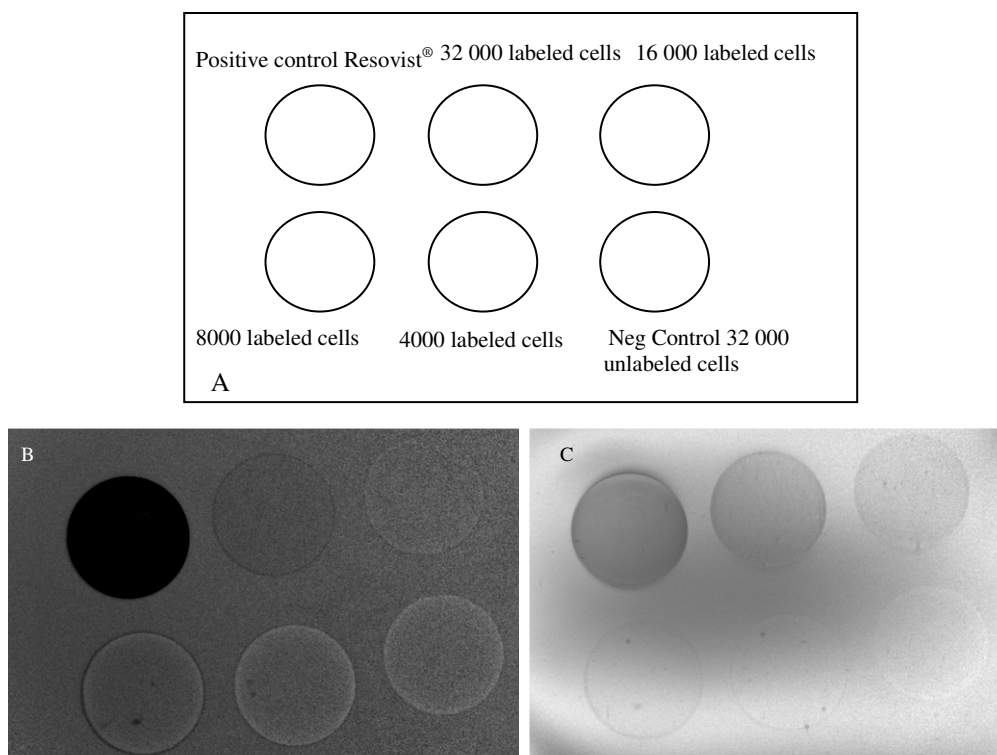 Positive control Resovist® 32 000 labeled cells 16 000 labeled cells
8000 labeled cells 4000 labeled cells Neg Control 32 000
unlabeled cells
A
B
C